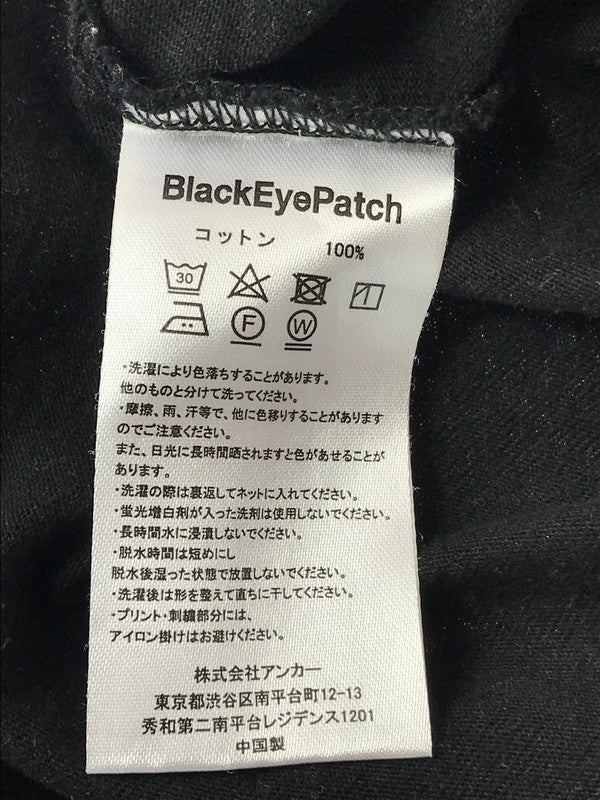 BlackEyePatch
コットン 100%
30
F W
・洗濯により色落ちすることがあります。
他のものと分けて洗ってください。
・摩擦、雨、汗等で、他に色移りすることがあります
のでご注意ください。
また、日光に長時間晒されますと色があせることが
あります。
・洗濯の際は裏返してネットに入れてください。
・蛍光増白剤が入った洗剤は使用しないでください。
・長時間水に浸漬しないでください。
・脱水時間は短めにし
脱水後湿った状態で放置しないでください。
・洗濯後は形を整えて直ちに干してください。
・プリント・刺繍部分には、
アイロン掛けはお避けください。
株式会社アンカー
東京都渋谷区南平台町12-13
秀和第二南平台レジデンス1201
中国製